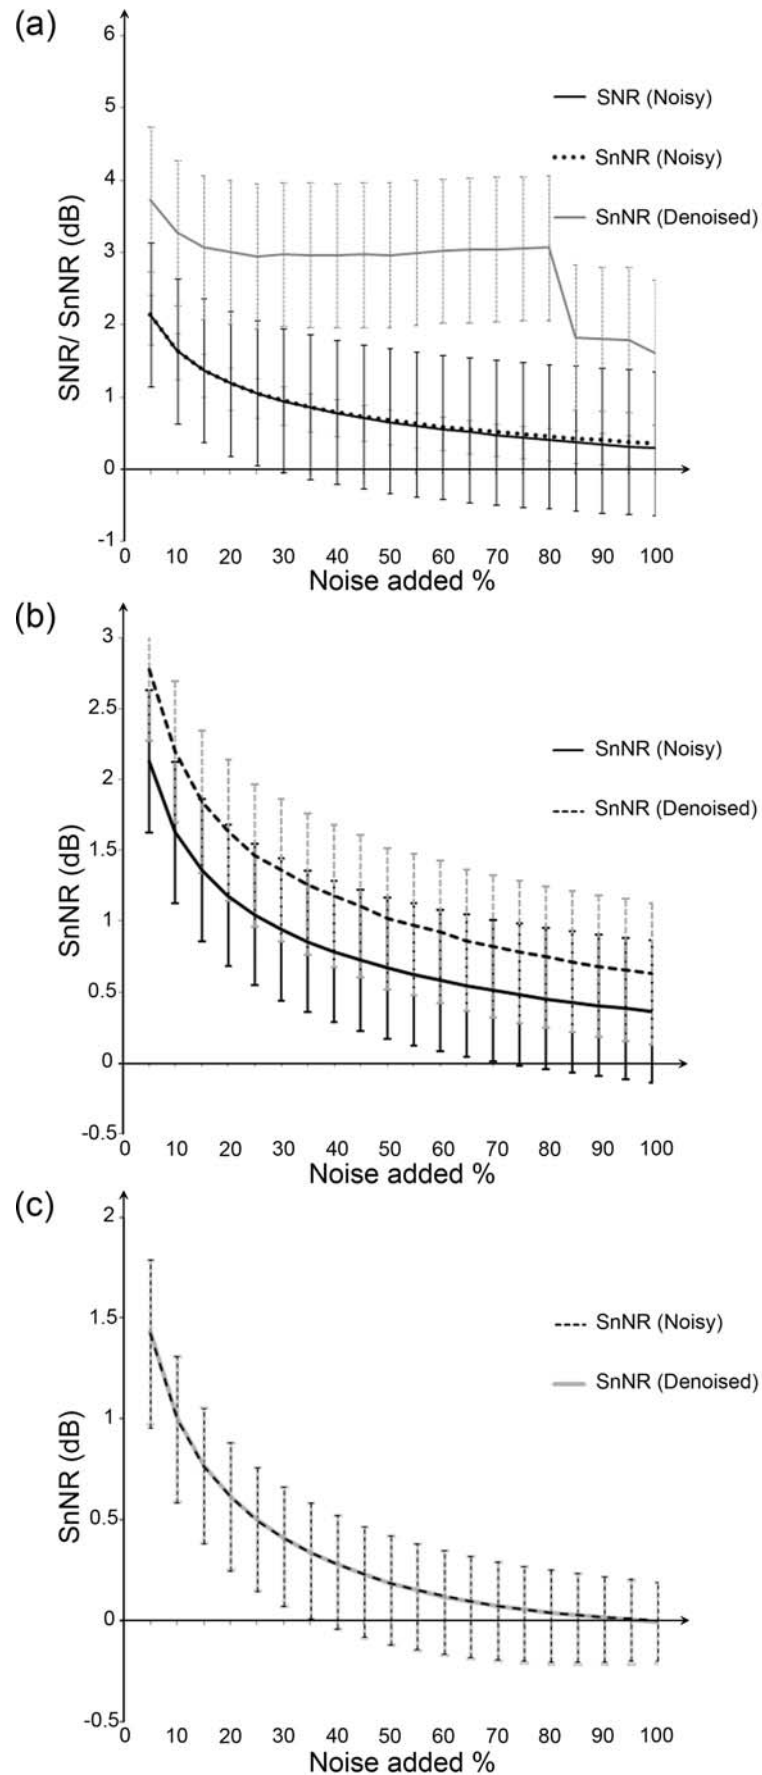 (a)
6
5
4
3
2
1
0
-1
SNR/ SnNR (dB)
SNR (Noisy)
SnNR (Noisy)
SnNR (Denoised)
0 10 20 30 40 50 60 70 80 90 100
Noise added %
(b)
3
2.5
2
1.5
1
0.5
0
-0.5
SnNR (dB)
SnNR (Noisy)
SnNR (Denoised)
0 10 20 30 40 50 60 70 80 90 100
Noise added %
(c)
2
1.5
1
0.5
0
-0.5
SnNR (dB)
SnNR (Noisy)
SnNR (Denoised)
0 10 20 30 40 50 60 70 80 90 100
Noise added %